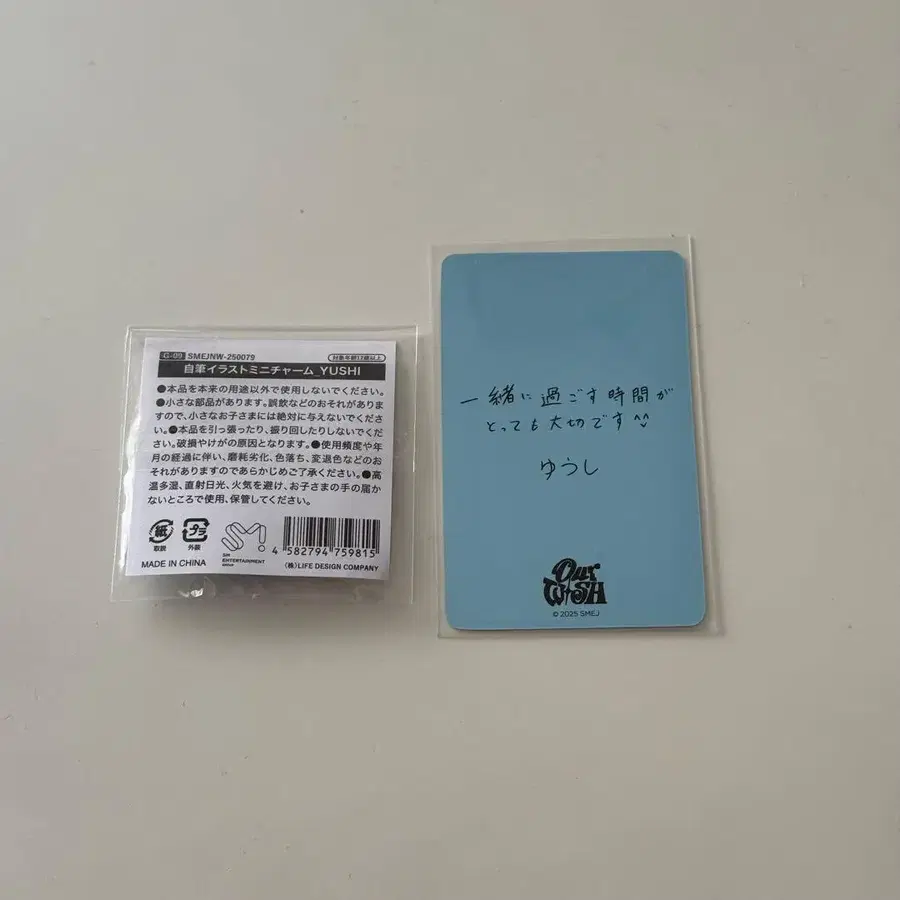 G-09 SMEJNW-250079 対象年齢12歳以上
自筆イラストミニチャーム_YUSHI
●本品を本来の用途以外で使用しないでください。
●小さな部品があります。誤飲などのおそれがありま
すので、小さなお子さまには絶対に与えないでくださ
い。●本品を引っ張ったり、振り回したりしないでくだ
さい。破損やけがの原因となります。●使用頻度や年
月の経過に伴い、磨耗劣化、色落ち、変退色などのお
それがありますのであらかじめご了承ください。●高
温多湿、直射日光、火気を避け、お子さまの手の届か
ないところで使用、保管してください。
紙
取説
プラ
外装
SM
SM
ENTERTAINMENT
GROUP
4 582794 759815
MADE IN CHINA
(株)LIFE DESIGN COMPANY
一緒に過ごす時間が
とっても大切です^^
ゆうし
Our
WISH
© 2025 SMEJ